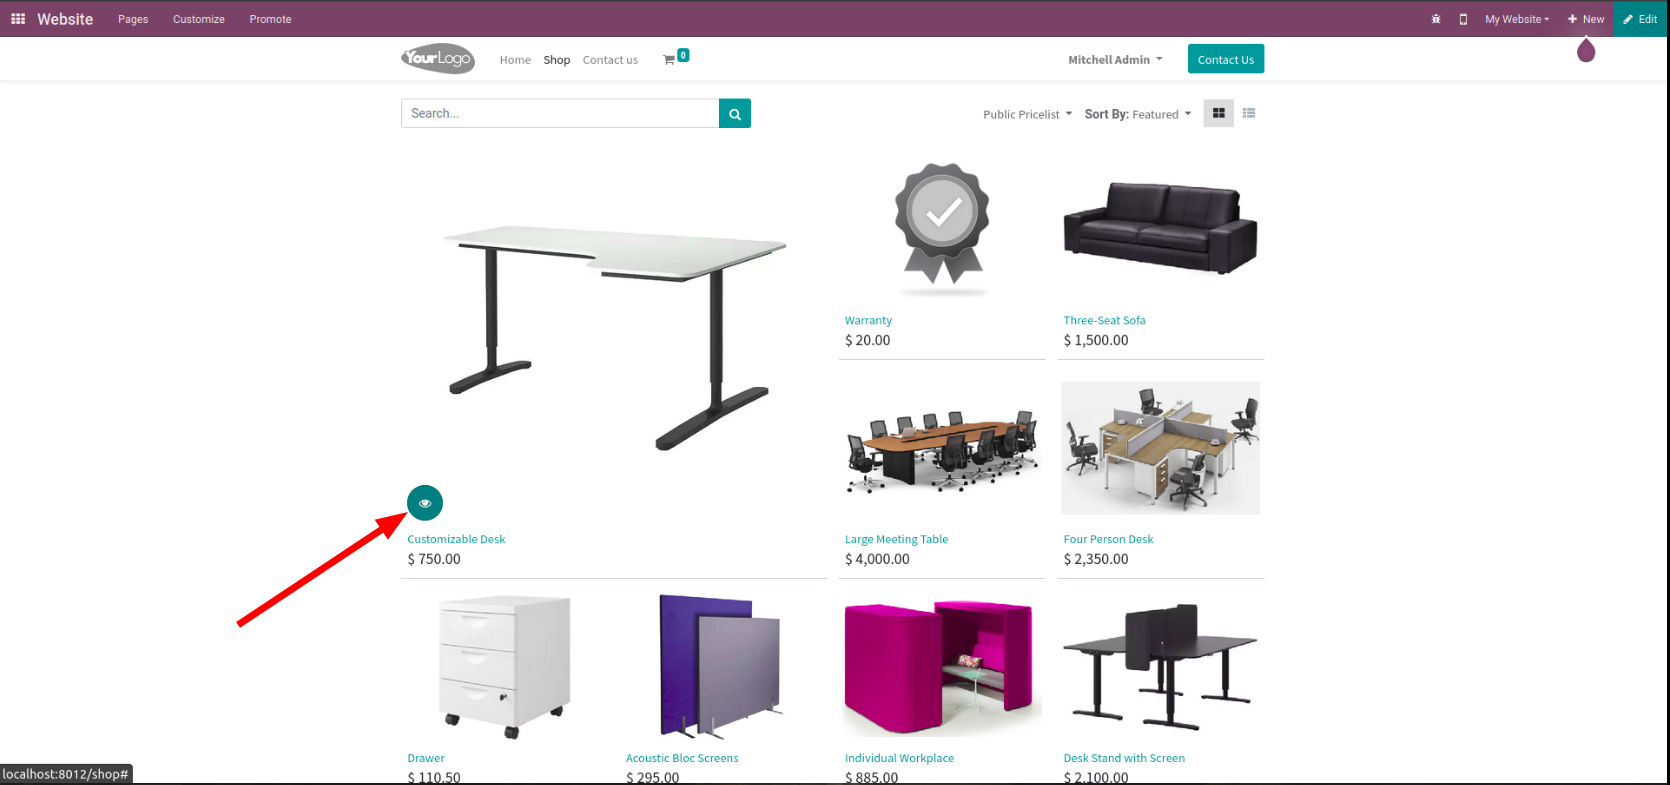 Website Pages Customize Promote My Website New Edit
YourLogo Home Shop Contact us 0 Mitchell Admin Contact Us
Search... Public Pricelist Sort By: Featured
Warranty
$ 20.00
Three-Seat Sofa
$ 1,500.00
Customizable Desk
$ 750.00
Large Meeting Table
$ 4,000.00
Four Person Desk
$ 2,350.00
Drawer
$ 110.50
Acoustic Bloc Screens
$ 295.00
Individual Workplace
$ 885.00
Desk Stand with Screen
$ 2,100.00
localhost:8012/shop#